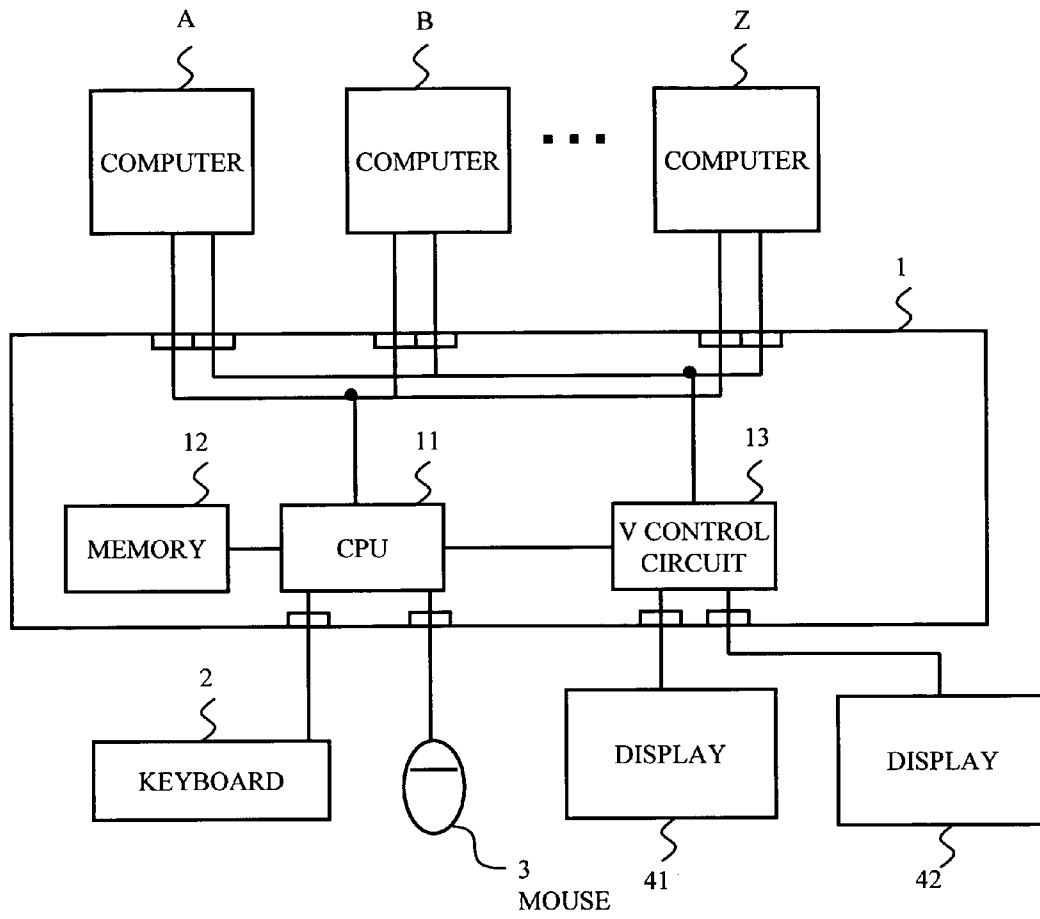 A
B
Z
COMPUTER
COMPUTER
COMPUTER
1
12
11
13
MEMORY
CPU
V CONTROL
CIRCUIT
2
KEYBOARD
DISPLAY
DISPLAY
3
MOUSE
41
42